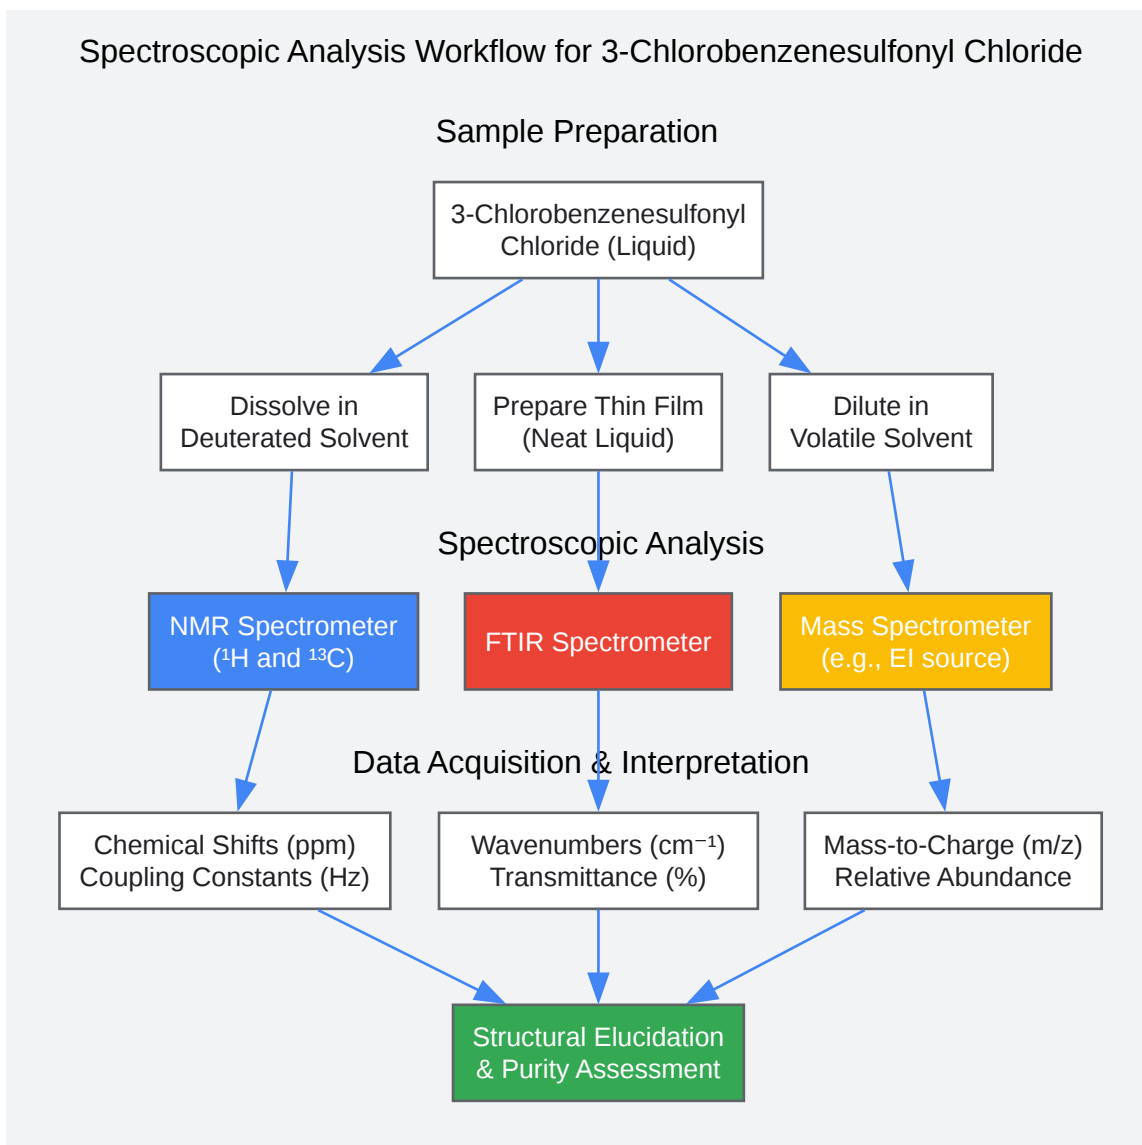 Spectroscopic Analysis Workflow for 3-Chlorobenzenesulfonyl Chloride
Sample Preparation
3-Chlorobenzenesulfonyl
Chloride (Liquid)
Dissolve in
Deuterated Solvent
Prepare Thin Film
(Neat Liquid)
Dilute in
Volatile Solvent
Spectroscopic Analysis
NMR Spectrometer
(¹H and ¹³C)
FTIR Spectrometer
Mass Spectrometer
(e.g., EI source)
Data Acquisition & Interpretation
Chemical Shifts (ppm)
Coupling Constants (Hz)
Wavenumbers (cm⁻¹)
Transmittance (%)
Mass-to-Charge (m/z)
Relative Abundance
Structural Elucidation
& Purity Assessment